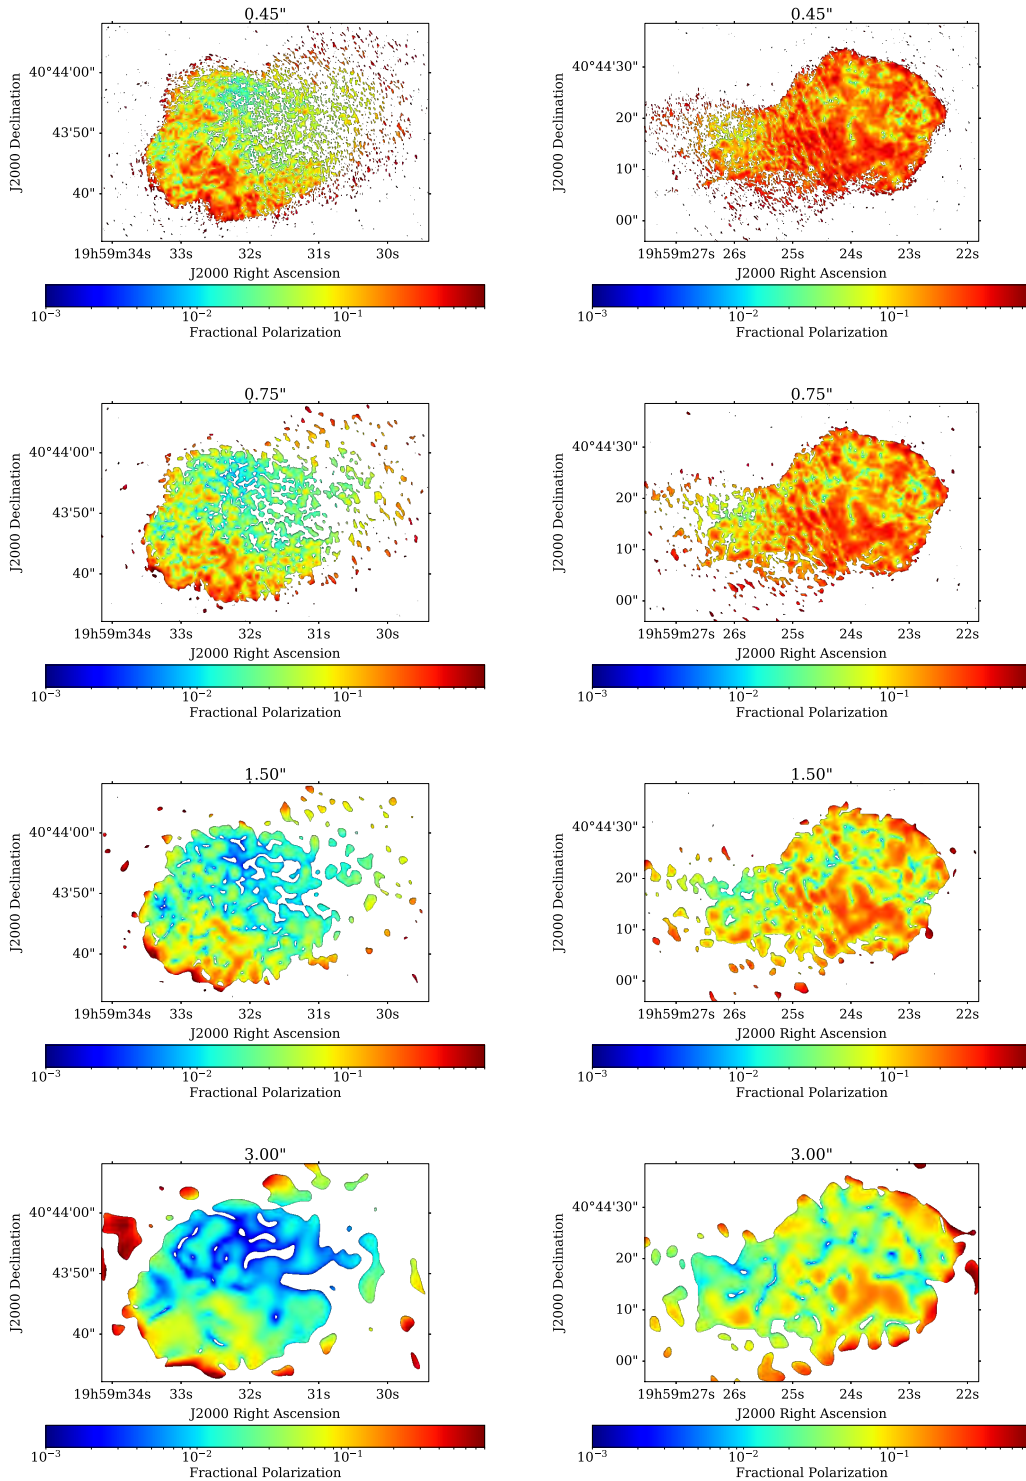 0.45"
J2000 Declination
40°44'00"
43'50"
40"
19h59m34s 33s 32s 31s 30s
J2000 Right Ascension
10⁻³ 10⁻² 10⁻¹
Fractional Polarization
0.45"
J2000 Declination
40°44'30"
20"
10"
00"
19h59m27s 26s 25s 24s 23s 22s
J2000 Right Ascension
10⁻³ 10⁻² 10⁻¹
Fractional Polarization
0.75"
J2000 Declination
40°44'00"
43'50"
40"
19h59m34s 33s 32s 31s 30s
J2000 Right Ascension
10⁻³ 10⁻² 10⁻¹
Fractional Polarization
0.75"
J2000 Declination
40°44'30"
20"
10"
00"
19h59m27s 26s 25s 24s 23s 22s
J2000 Right Ascension
10⁻³ 10⁻² 10⁻¹
Fractional Polarization
1.50"
J2000 Declination
40°44'00"
43'50"
40"
19h59m34s 33s 32s 31s 30s
J2000 Right Ascension
10⁻³ 10⁻² 10⁻¹
Fractional Polarization
1.50"
J2000 Declination
40°44'30"
20"
10"
00"
19h59m27s 26s 25s 24s 23s 22s
J2000 Right Ascension
10⁻³ 10⁻² 10⁻¹
Fractional Polarization
3.00"
J2000 Declination
40°44'00"
43'50"
40"
19h59m34s 33s 32s 31s 30s
J2000 Right Ascension
10⁻³ 10⁻² 10⁻¹
Fractional Polarization
3.00"
J2000 Declination
40°44'30"
20"
10"
00"
19h59m27s 26s 25s 24s 23s 22s
J2000 Right Ascension
10⁻³ 10⁻² 10⁻¹
Fractional Polarization